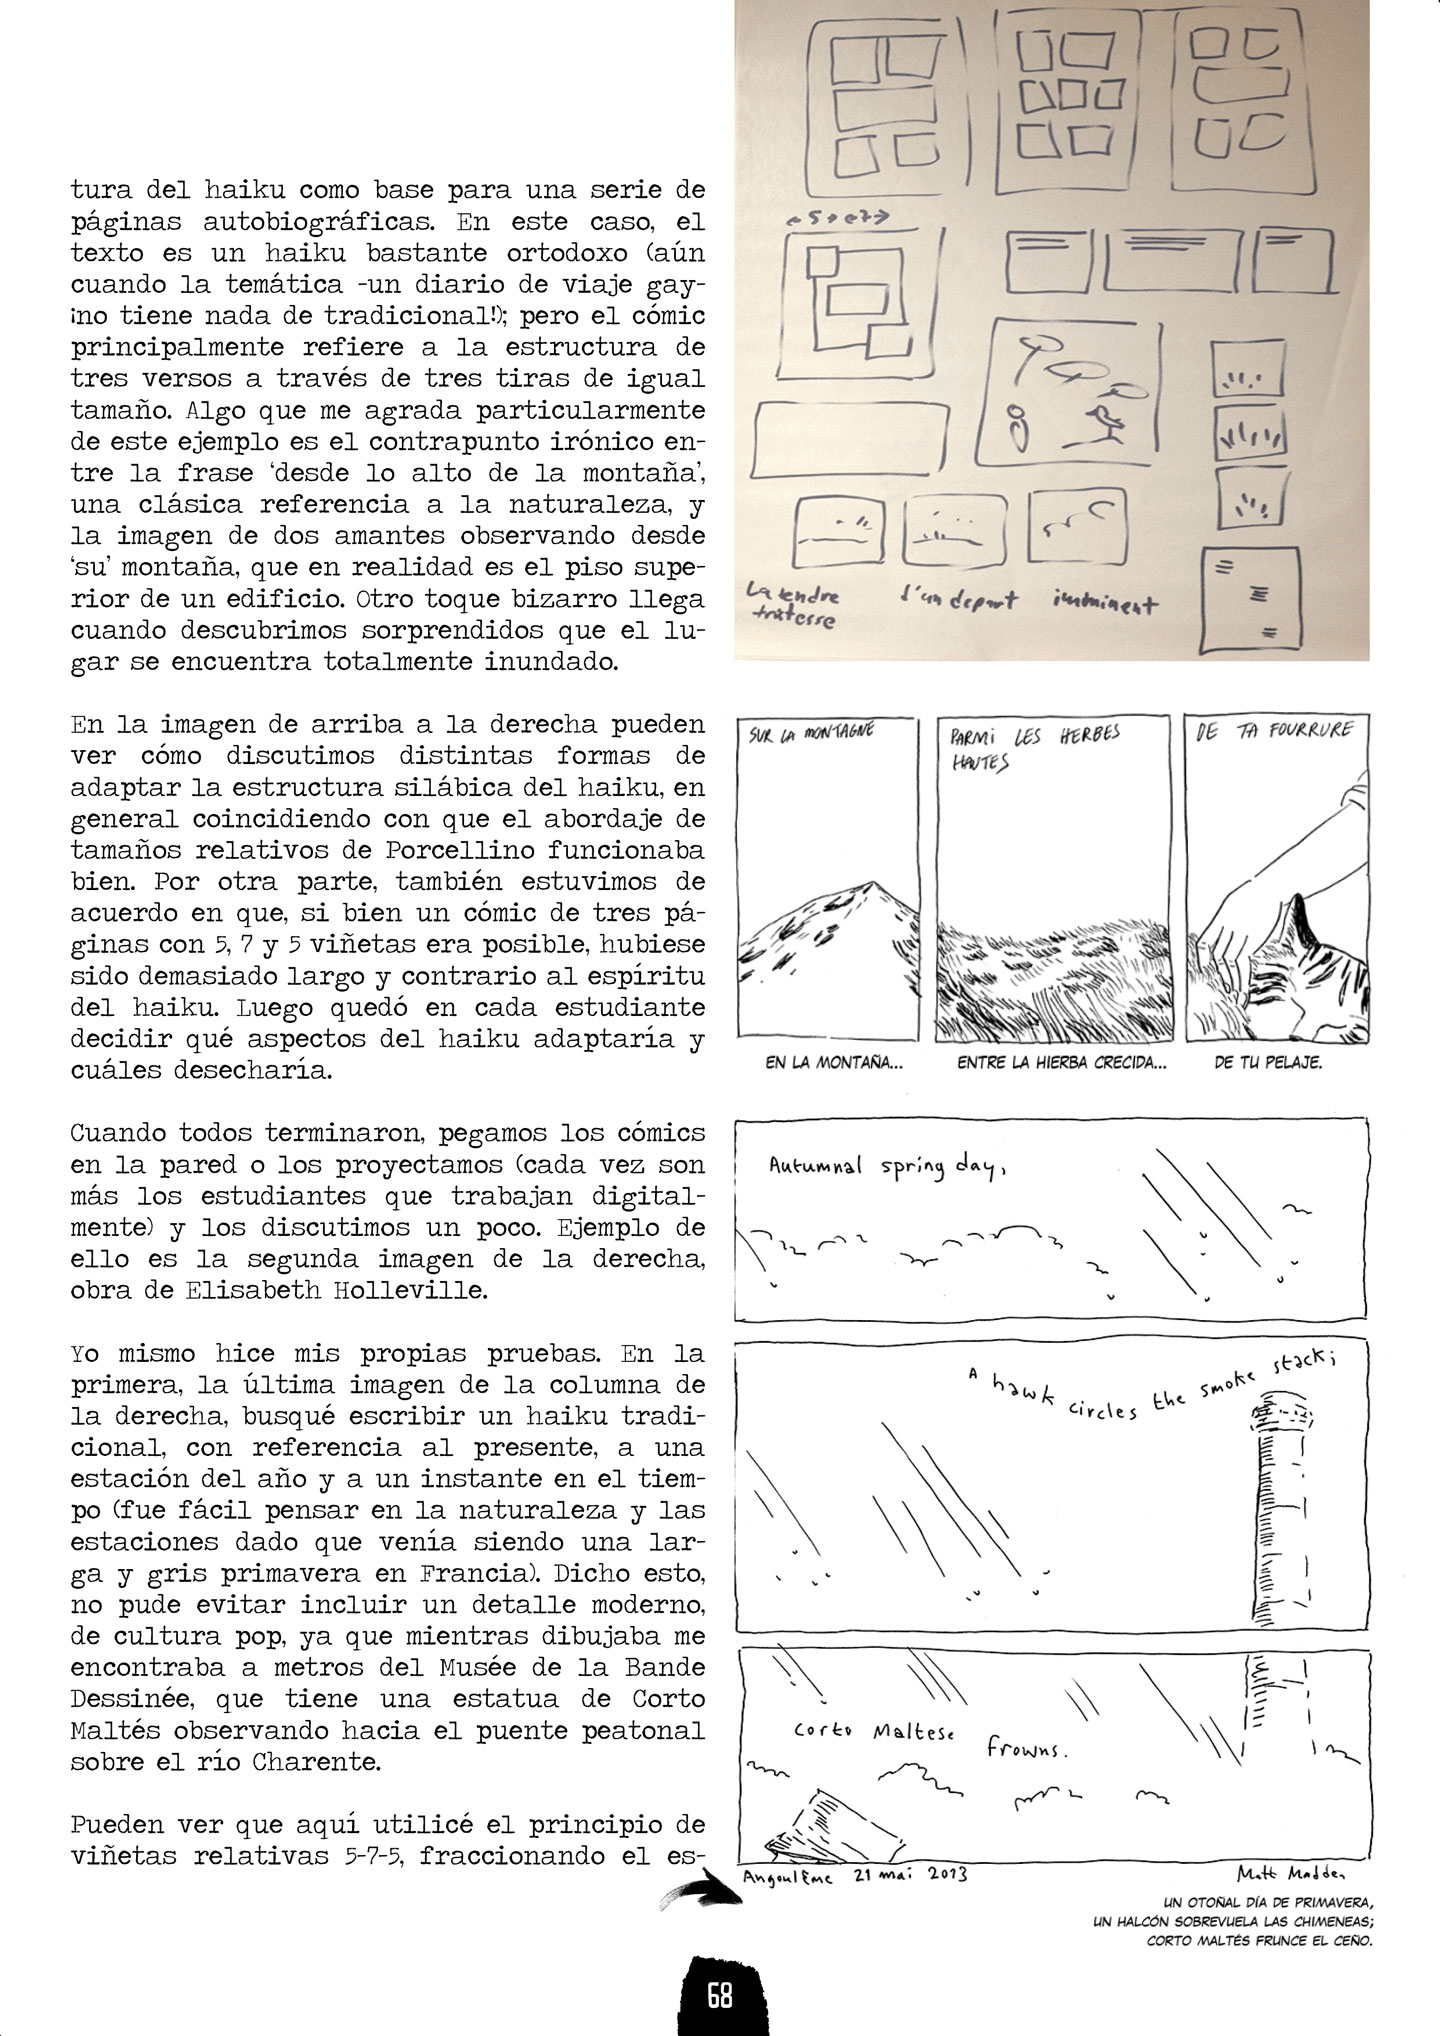 tura del haiku como base para una serie de
páginas autobiográficas. En este caso, el
texto es un haiku bastante ortodoxo (aún
cuando la temática -un diario de viaje gay-
¡no tiene nada de tradicional!); pero el cómic
principalmente refiere a la estructura de
tres versos a través de tres tiras de igual
tamaño. Algo que me agrada particularmente
de este ejemplo es el contrapunto irónico en-
tre la frase ‘desde lo alto de la montaña’,
una clásica referencia a la naturaleza, y
la imagen de dos amantes observando desde
‘su’ montaña, que en realidad es el piso supe-
rior de un edificio. Otro toque bizarro llega
cuando descubrimos sorprendidos que el lu-
gar se encuentra totalmente inundado.
En la imagen de arriba a la derecha pueden
ver cómo discutimos distintas formas de
adaptar la estructura silábica del haiku, en
general coincidiendo con que el abordaje de
tamaños relativos de Porcellino funcionaba
bien. Por otra parte, también estuvimos de
acuerdo en que, si bien un cómic de tres pá-
ginas con 5, 7 y 5 viñetas era posible, hubiese
sido demasiado largo y contrario al espíritu
del haiku. Luego quedó en cada estudiante
decidir qué aspectos del haiku adaptaría y
cuáles desecharía.
Cuando todos terminaron, pegamos los cómics
en la pared o los proyectamos (cada vez son
más los estudiantes que trabajan digital-
mente) y los discutimos un poco. Ejemplo de
ello es la segunda imagen de la derecha,
obra de Elisabeth Holleville.
Yo mismo hice mis propias pruebas. En la
primera, la última imagen de la columna de
la derecha, busqué escribir un haiku tradi-
cional, con referencia al presente, a una
estación del año y a un instante en el tiem-
po (fue fácil pensar en la naturaleza y las
estaciones dado que venía siendo una lar-
ga y gris primavera en Francia). Dicho esto,
no pude evitar incluir un detalle moderno,
de cultura pop, ya que mientras dibujaba me
encontraba a metros del Musée de la Bande
Dessinée, que tiene una estatua de Corto
Maltés observando hacia el puente peatonal
sobre el río Charente.
Pueden ver que aquí utilicé el principio de
viñetas relativas 5-7-5, fraccionando el es-
La tendre
l'un depart
imminent
SUR LA MONTAGNE
PARMI LES HERBES
HAUTES
DE TA FOURRURE
EN LA MONTAÑA...
ENTRE LA HIERBA CRECIDA...
DE TU PELAJE.
Autumnal spring day,
A hawk circles the smoke stack;
Corto Maltese frowns.
Angoulême 21 mai 2013
Matt Madden
UN OTOÑAL DÍA DE PRIMAVERA,
UN HALCÓN SOBREVUELA LAS CHIMENEAS;
CORTO MALTÉS FRUNCE EL CEÑO.
68